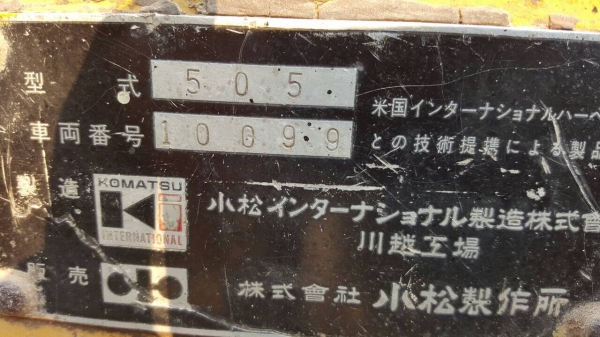 型 式 505
車両番号 10099
米国インターナショナルハーベ
との技術提携による製品
製 造 KOMATSU INTERNATIONAL 小松インターナショナル製造株式會
川越工場
販 売 株式會社 小松製作所